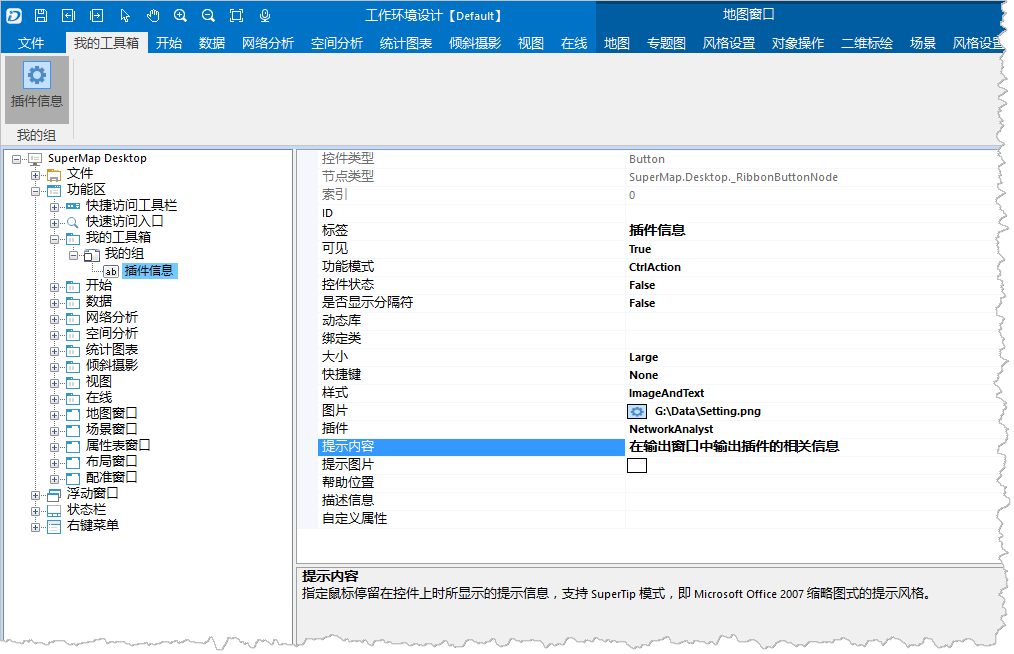 工作环境设计【Default】
地图窗口
文件 我的工具箱 开始 数据 网络分析 空间分析 统计图表 倾斜摄影 视图 在线 地图 专题图 风格设置 对象操作 二维标绘 场景 风格设置
插件信息
我的组
SuperMap Desktop
文件
功能区
快捷访问工具栏
快速访问入口
我的工具箱
我的组
ab 插件信息
开始
数据
网络分析
空间分析
统计图表
倾斜摄影
视图
在线
地图窗口
场景窗口
属性表窗口
布局窗口
配准窗口
浮动窗口
状态栏
右键菜单
控件类型 Button
节点类型 SuperMap.Desktop._RibbonButtonNode
索引 0
ID
标签 插件信息
可见 True
功能模式 CtrlAction
控件状态 False
是否显示分隔符 False
动态库
绑定类
大小 Large
快捷键 None
样式 ImageAndText
图片 G:\Data\Setting.png
插件 NetworkAnalyst
提示内容 在输出窗口中输出插件的相关信息
提示图片
帮助位置
描述信息
自定义属性
提示内容
指定鼠标停留在控件上时所显示的提示信息，支持 SuperTip 模式，即 Microsoft Office 2007 缩略图式的提示风格。